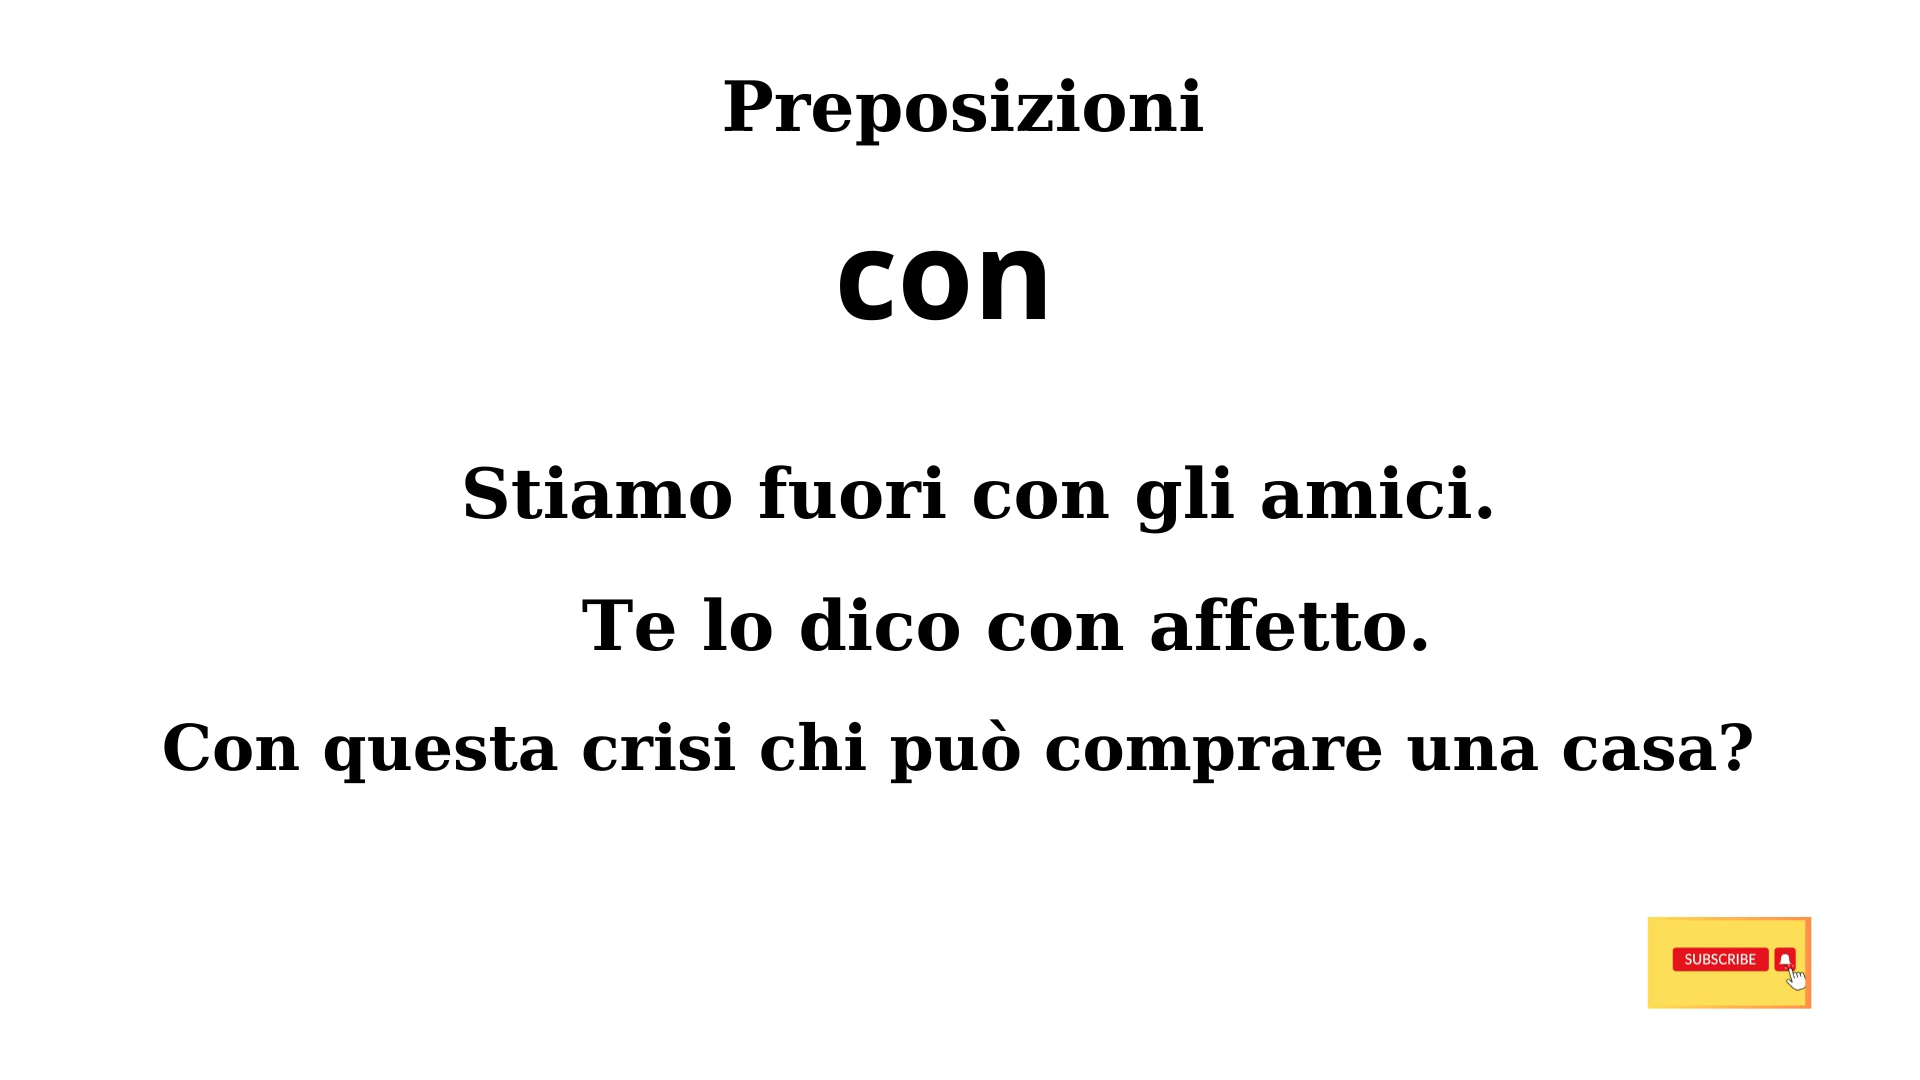 Preposizioni
con
Stiamo fuori con gli amici.
Te lo dico con affetto.
Con questa crisi chi può comprare una casa?
SUBSCRIBE